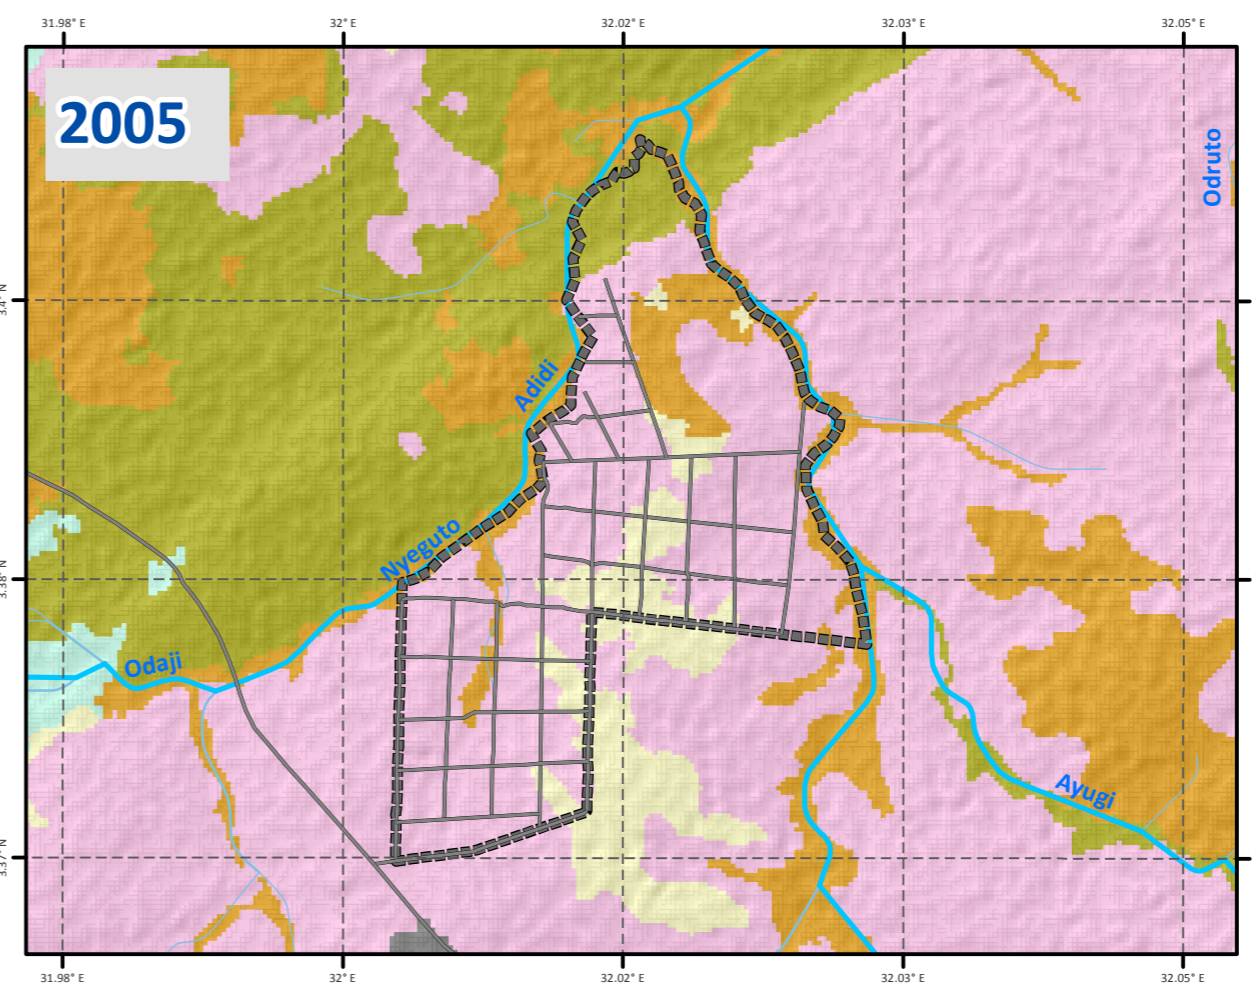 31.98° E
32° E
32.02° E
32.03° E
32.05° E
2005
Odruto
3.4° N
Adidi
Nyeguto
3.38° N
Odaji
Ayugi
3.37° N
31.98° E
32° E
32.02° E
32.03° E
32.05° E